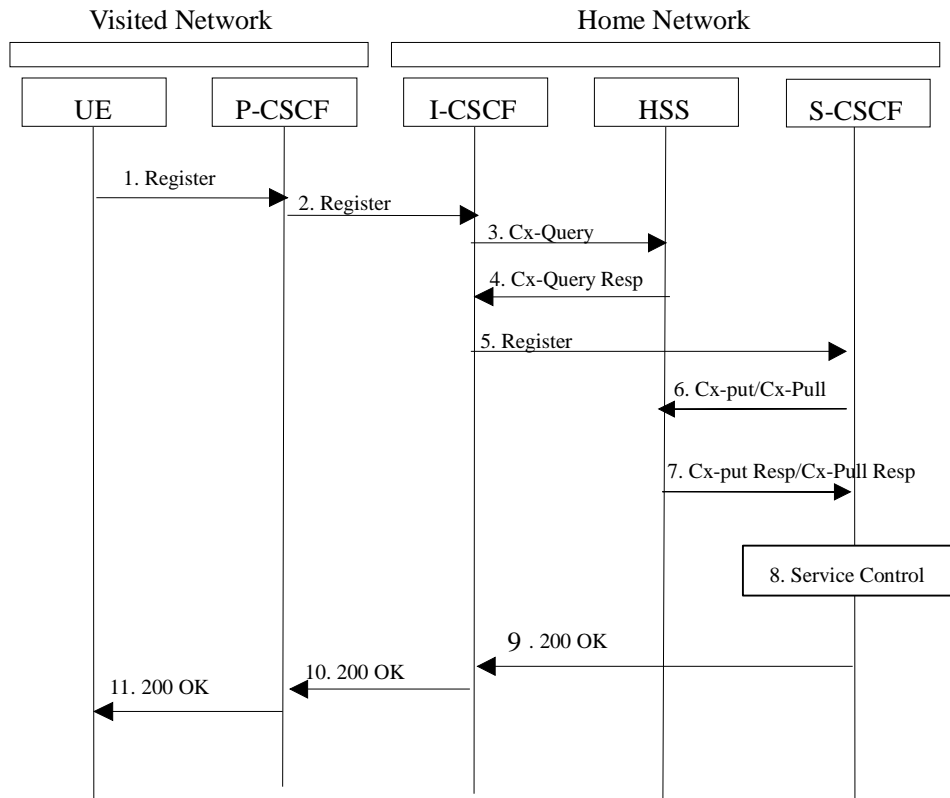 Visited Network
Home Network
UE
P-CSCF
I-CSCF
HSS
S-CSCF
1. Register
2. Register
3. Cx-Query
4. Cx-Query Resp
5. Register
6. Cx-put/Cx-Pull
7. Cx-put Resp/Cx-Pull Resp
8. Service Control
9 . 200 OK
10. 200 OK
11. 200 OK